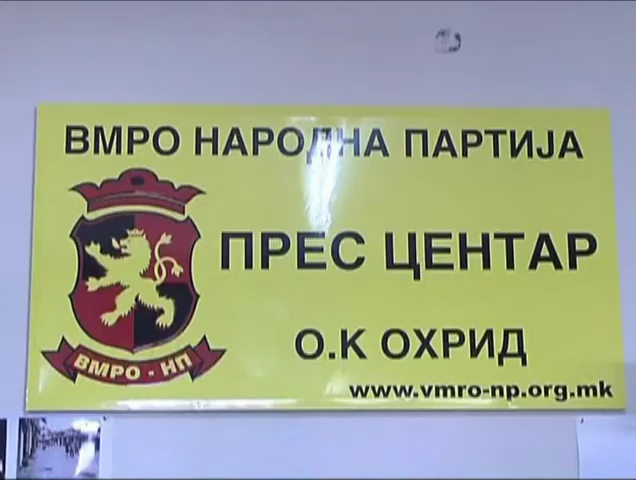 ВМРО НАРОДНА ПАРТИЈА
ПРЕС ЦЕНТАР
О.К ОХРИД
ВМРО - НП
www.vmro-np.org.mk